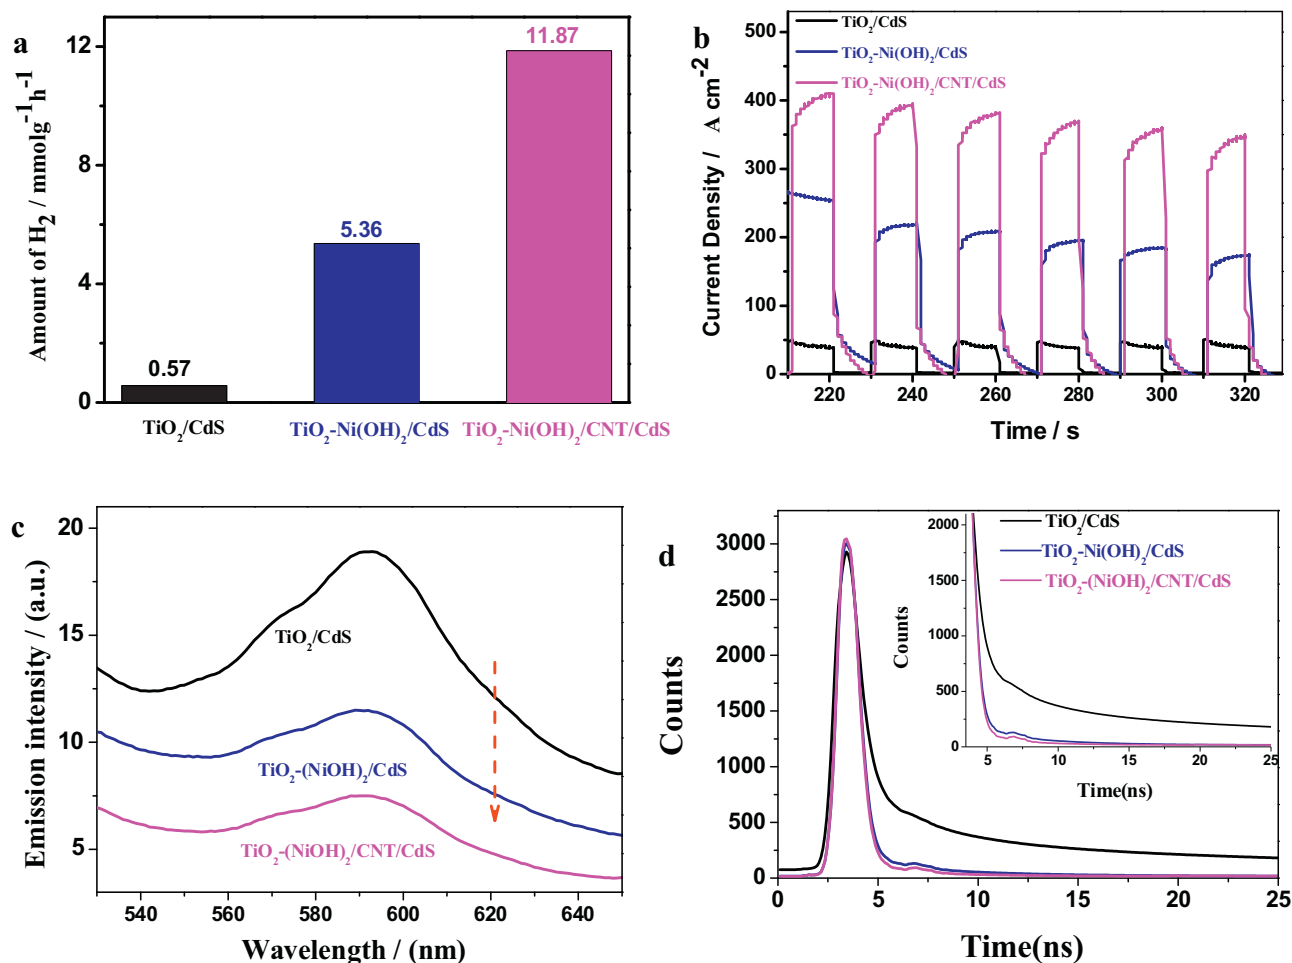 a
Amount of H2 / mmolg-1h-1
12
8
4
0
0.57
5.36
11.87
TiO2/CdS
TiO2-Ni(OH)2/CdS
TiO2-Ni(OH)2/CNT/CdS
b
Current Density / A cm-2
500
400
300
200
100
0
TiO2/CdS
TiO2-Ni(OH)2/CdS
TiO2-Ni(OH)2/CNT/CdS
220 240 260 280 300 320
Time / s
c
Emission intensity / (a.u.)
20
15
10
5
TiO2/CdS
TiO2-(NiOH)2/CdS
TiO2-(NiOH)2/CNT/CdS
540 560 580 600 620 640
Wavelength / (nm)
d
Counts
3000
2500
2000
1500
1000
500
0
0 5 10 15 20 25
Time(ns)
TiO2/CdS
TiO2-Ni(OH)2/CdS
TiO2-(NiOH)2/CNT/CdS
Counts
2000
1500
1000
500
0
5 10 15 20 25
Time(ns)